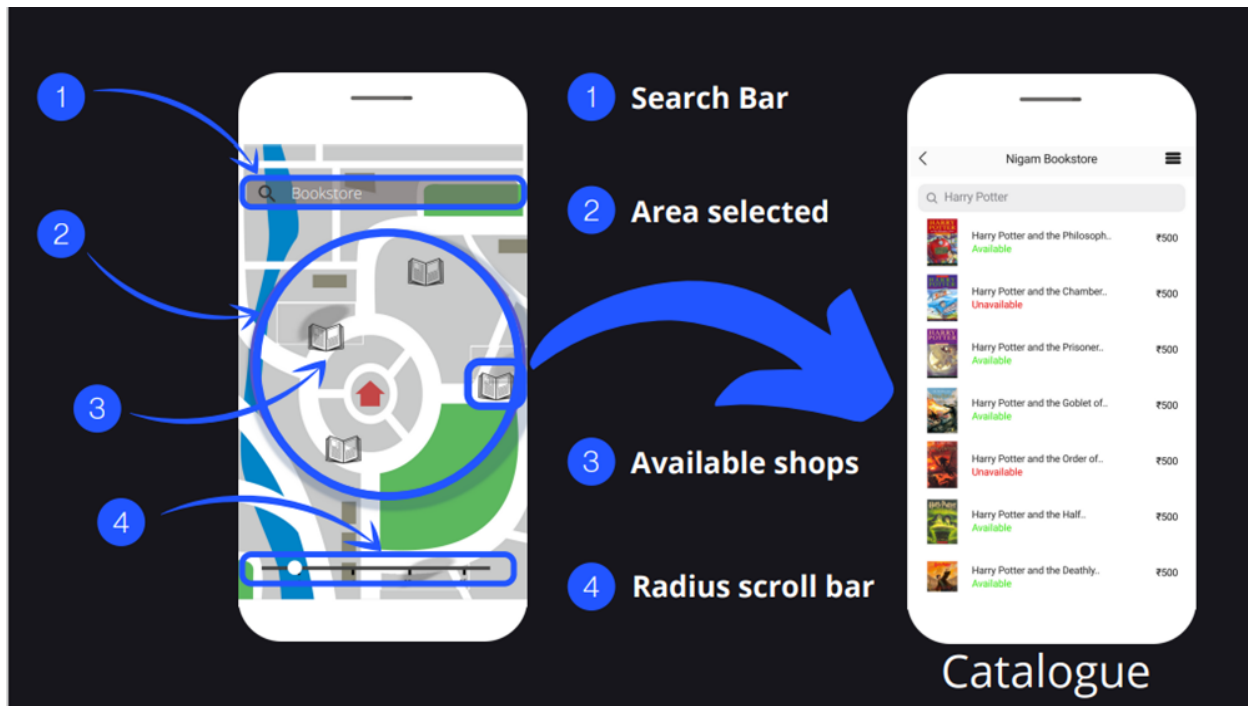 1
2
3
4
Bookstore
1 Search Bar
2 Area selected
3 Available shops
4 Radius scroll bar
Nigam Bookstore
Harry Potter
Harry Potter and the Philosoph.. ₹500
Available
Harry Potter and the Chamber.. ₹500
Unavailable
Harry Potter and the Prisoner.. ₹500
Available
Harry Potter and the Goblet of.. ₹500
Available
Harry Potter and the Order of.. ₹500
Unavailable
Harry Potter and the Half.. ₹500
Available
Harry Potter and the Deathly.. ₹500
Available
Catalogue